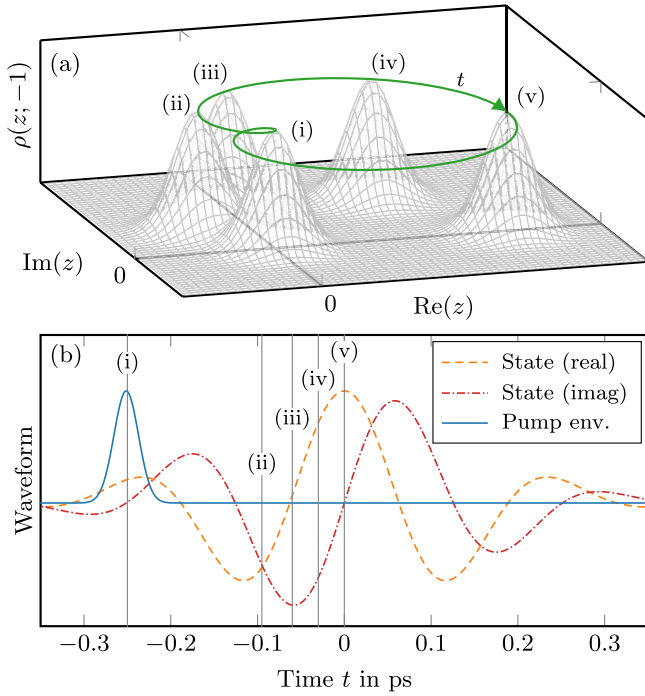 (a)
ρ(z; −1)
(iii)
(ii)
(i)
(iv)
t
(v)
Im(z)
0
0
Re(z)
(b)
(i)
(ii)
(iii)
(iv)
(v)
State (real)
State (imag)
Pump env.
Waveform
−0.3 −0.2 −0.1 0 0.1 0.2 0.3
Time t in ps